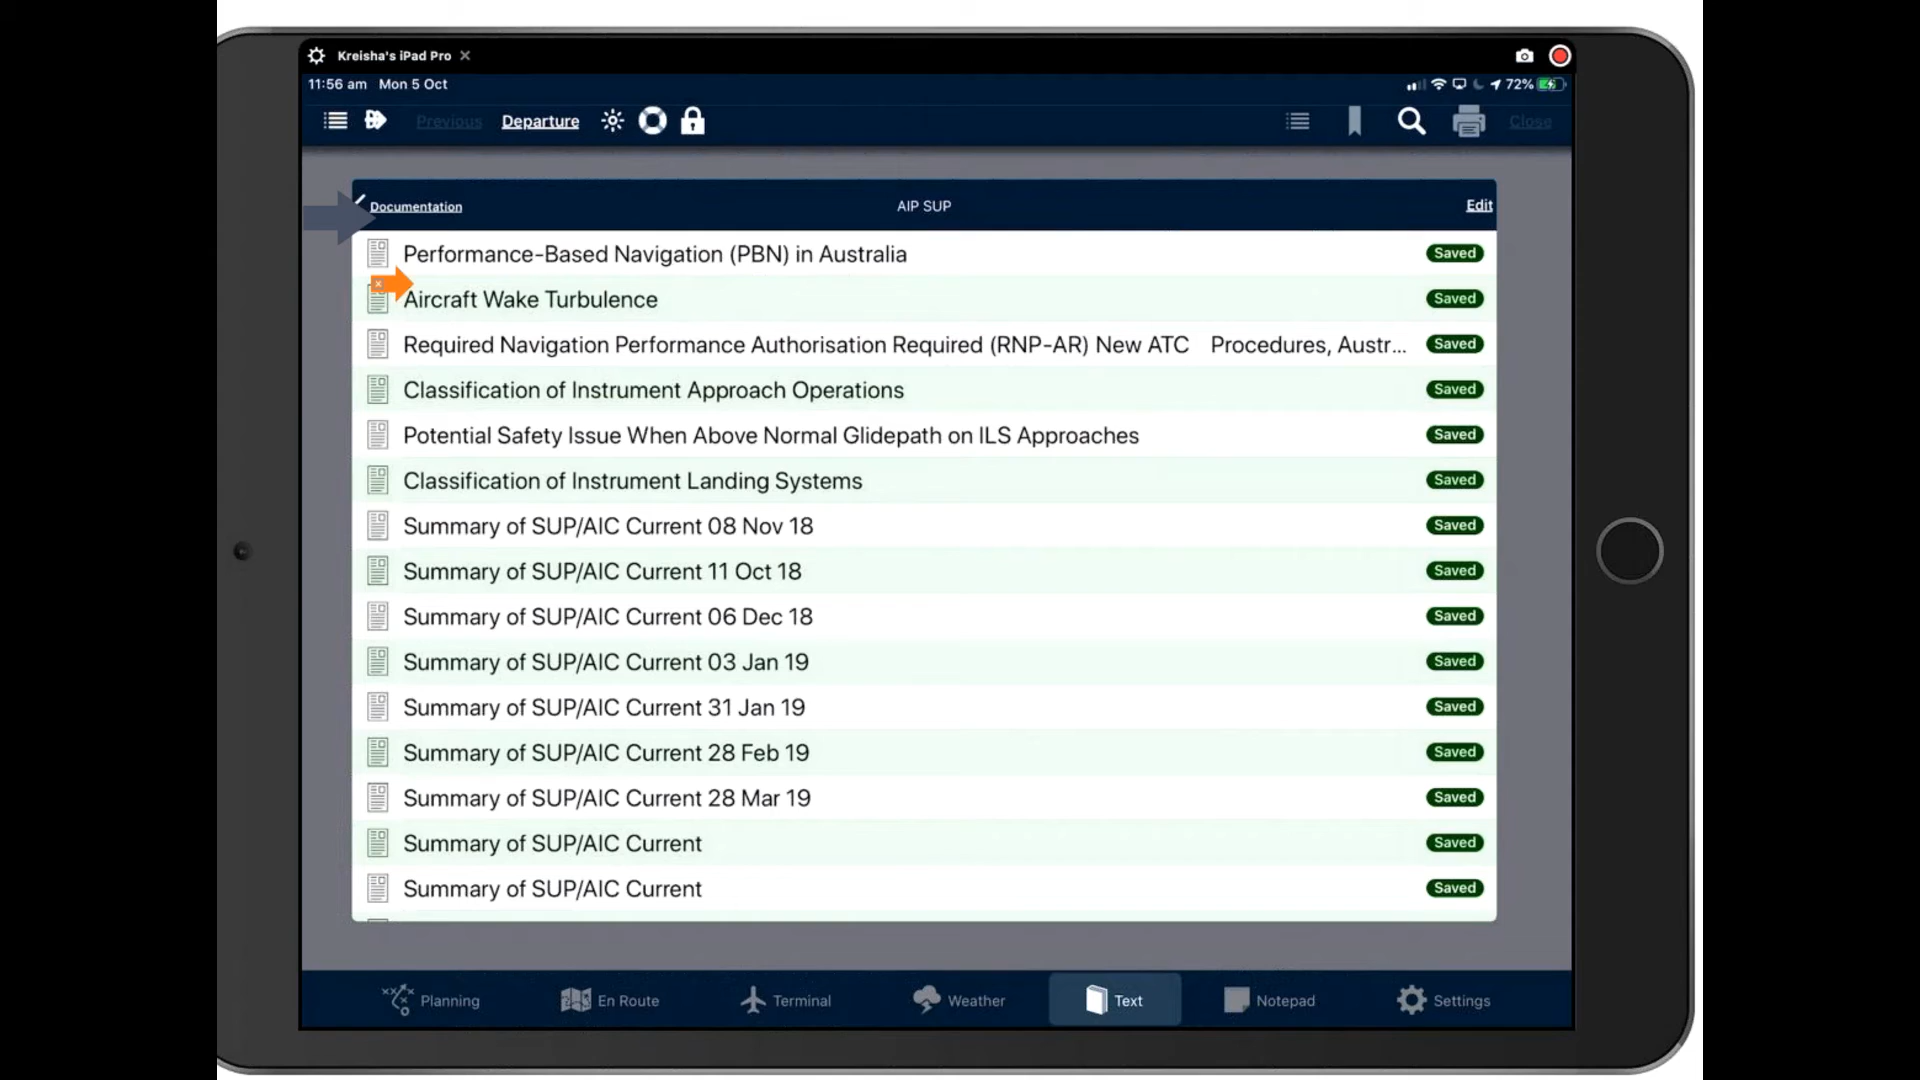 Kreisha's iPad Pro
11:56 am Mon 5 Oct
72%
Previous Departure Close
Documentation AIP SUP Edit
Performance-Based Navigation (PBN) in Australia Saved
Aircraft Wake Turbulence Saved
Required Navigation Performance Authorisation Required (RNP-AR) New ATC Procedures, Austr... Saved
Classification of Instrument Approach Operations Saved
Potential Safety Issue When Above Normal Glidepath on ILS Approaches Saved
Classification of Instrument Landing Systems Saved
Summary of SUP/AIC Current 08 Nov 18 Saved
Summary of SUP/AIC Current 11 Oct 18 Saved
Summary of SUP/AIC Current 06 Dec 18 Saved
Summary of SUP/AIC Current 03 Jan 19 Saved
Summary of SUP/AIC Current 31 Jan 19 Saved
Summary of SUP/AIC Current 28 Feb 19 Saved
Summary of SUP/AIC Current 28 Mar 19 Saved
Summary of SUP/AIC Current Saved
Summary of SUP/AIC Current Saved
Planning En Route Terminal Weather Text Notepad Settings